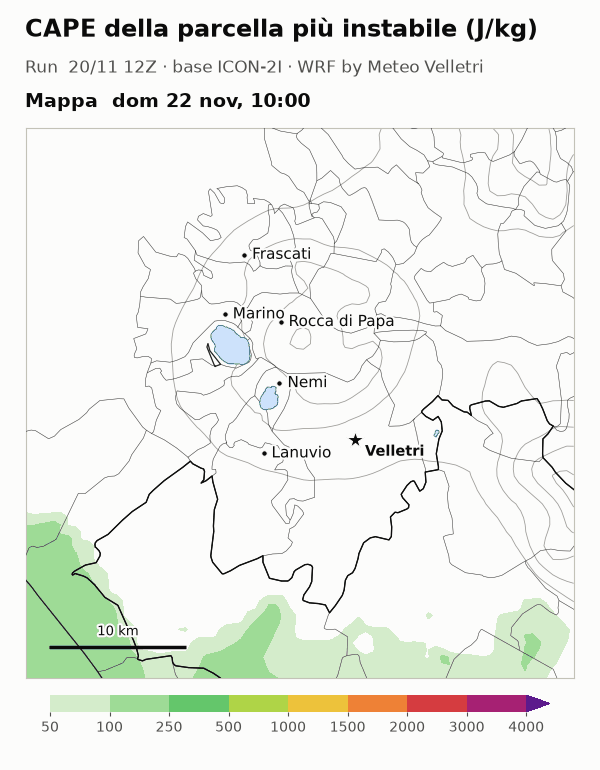 CAPE della parcella più instabile (J/kg)
Run  20/11 12Z · base ICON-2I · WRF by Meteo Velletri
Mappa  dom 22 nov, 10:00
Frascati
Marino
Rocca di Papa
Nemi
Velletri
Lanuvio
10 km
50 100 250 500 1000 1500 2000 3000 4000